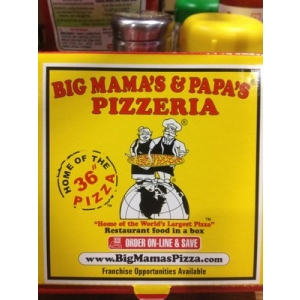 BIG MAMA'S & PAPA'S
PIZZERIA
®
HOME OF THE
36"
PIZZA
™
"Home of the World's Largest Pizza"
Restaurant food in a box
ORDER ON-LINE & SAVE
www.BigMamasPizza.com
Franchise Opportunities Available